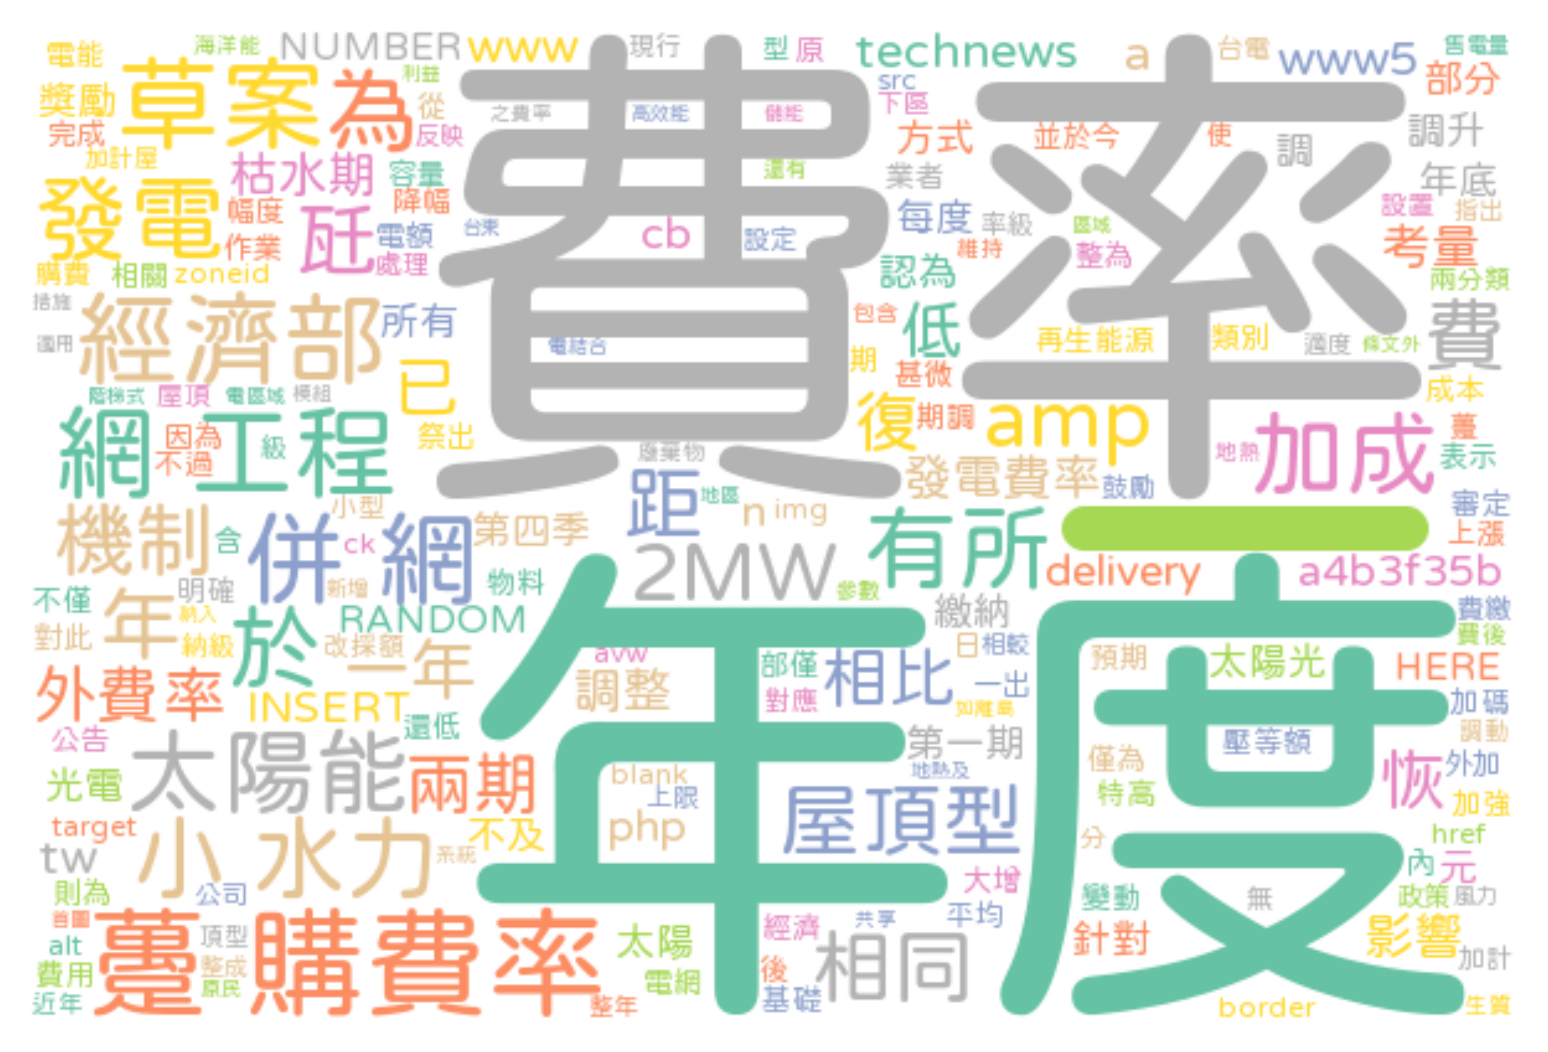 電能
海洋能
NUMBER
www
現行
型
原
technews
a
台電
www5
售電量
獎勵
草案
為
利益
從
反映
費率
之費率
高效能
儲能
src
下區
部分
完成
加計屋
方式
並於今
使
調
調升
枯水期
容量
還有
業者
年底
發電
幅度
作業
瓩
降幅
電額
處理
台東
cb
設定
每度
率級
區域
維持
整為
設置
指出
考量
購費
相關
zoneid
認為
兩分類
措施
適用
經濟部
所有
電結合
包含
低
再生能源
類別
適度
條文外
費
已
期
甚微
成本
階梯式
屋頂
電區域
模組
祭出
復
期調
amp
網
工程
因為
不過
級
廢棄物
地熱
加成
躉
表示
距
地區
發電費率
鼓勵
審定
機制
含
小型
併網
ck
第四季
n
img
有所
一
上漲
2MW
delivery
a4b3f35b
不僅
明確
新增
物料
參數
年度
年
納入
於
RANDOM
繳納
費繳
對此
納級
改採額
一年
avw
部僅
相比
日
相較
預期
太陽光
費後
HERE
外費率
INSERT
調整
對應
一出
如離島
加碼
還低
公告
太陽能
第一期
壓等額
調動
光電
兩期
blank
上限
地熱及
僅為
特高
恢
外加
加強
target
tw
小水力
不及
php
屋頂型
分
href
系統
內
元
則為
公司
大增
變動
無
政策
風力
首圖
躉購費率
頂型
太陽
經濟
共享
平均
針對
影響
alt
費用
整成
原民
電網
後
相同
加計
近年
整年
基礎
border
生質